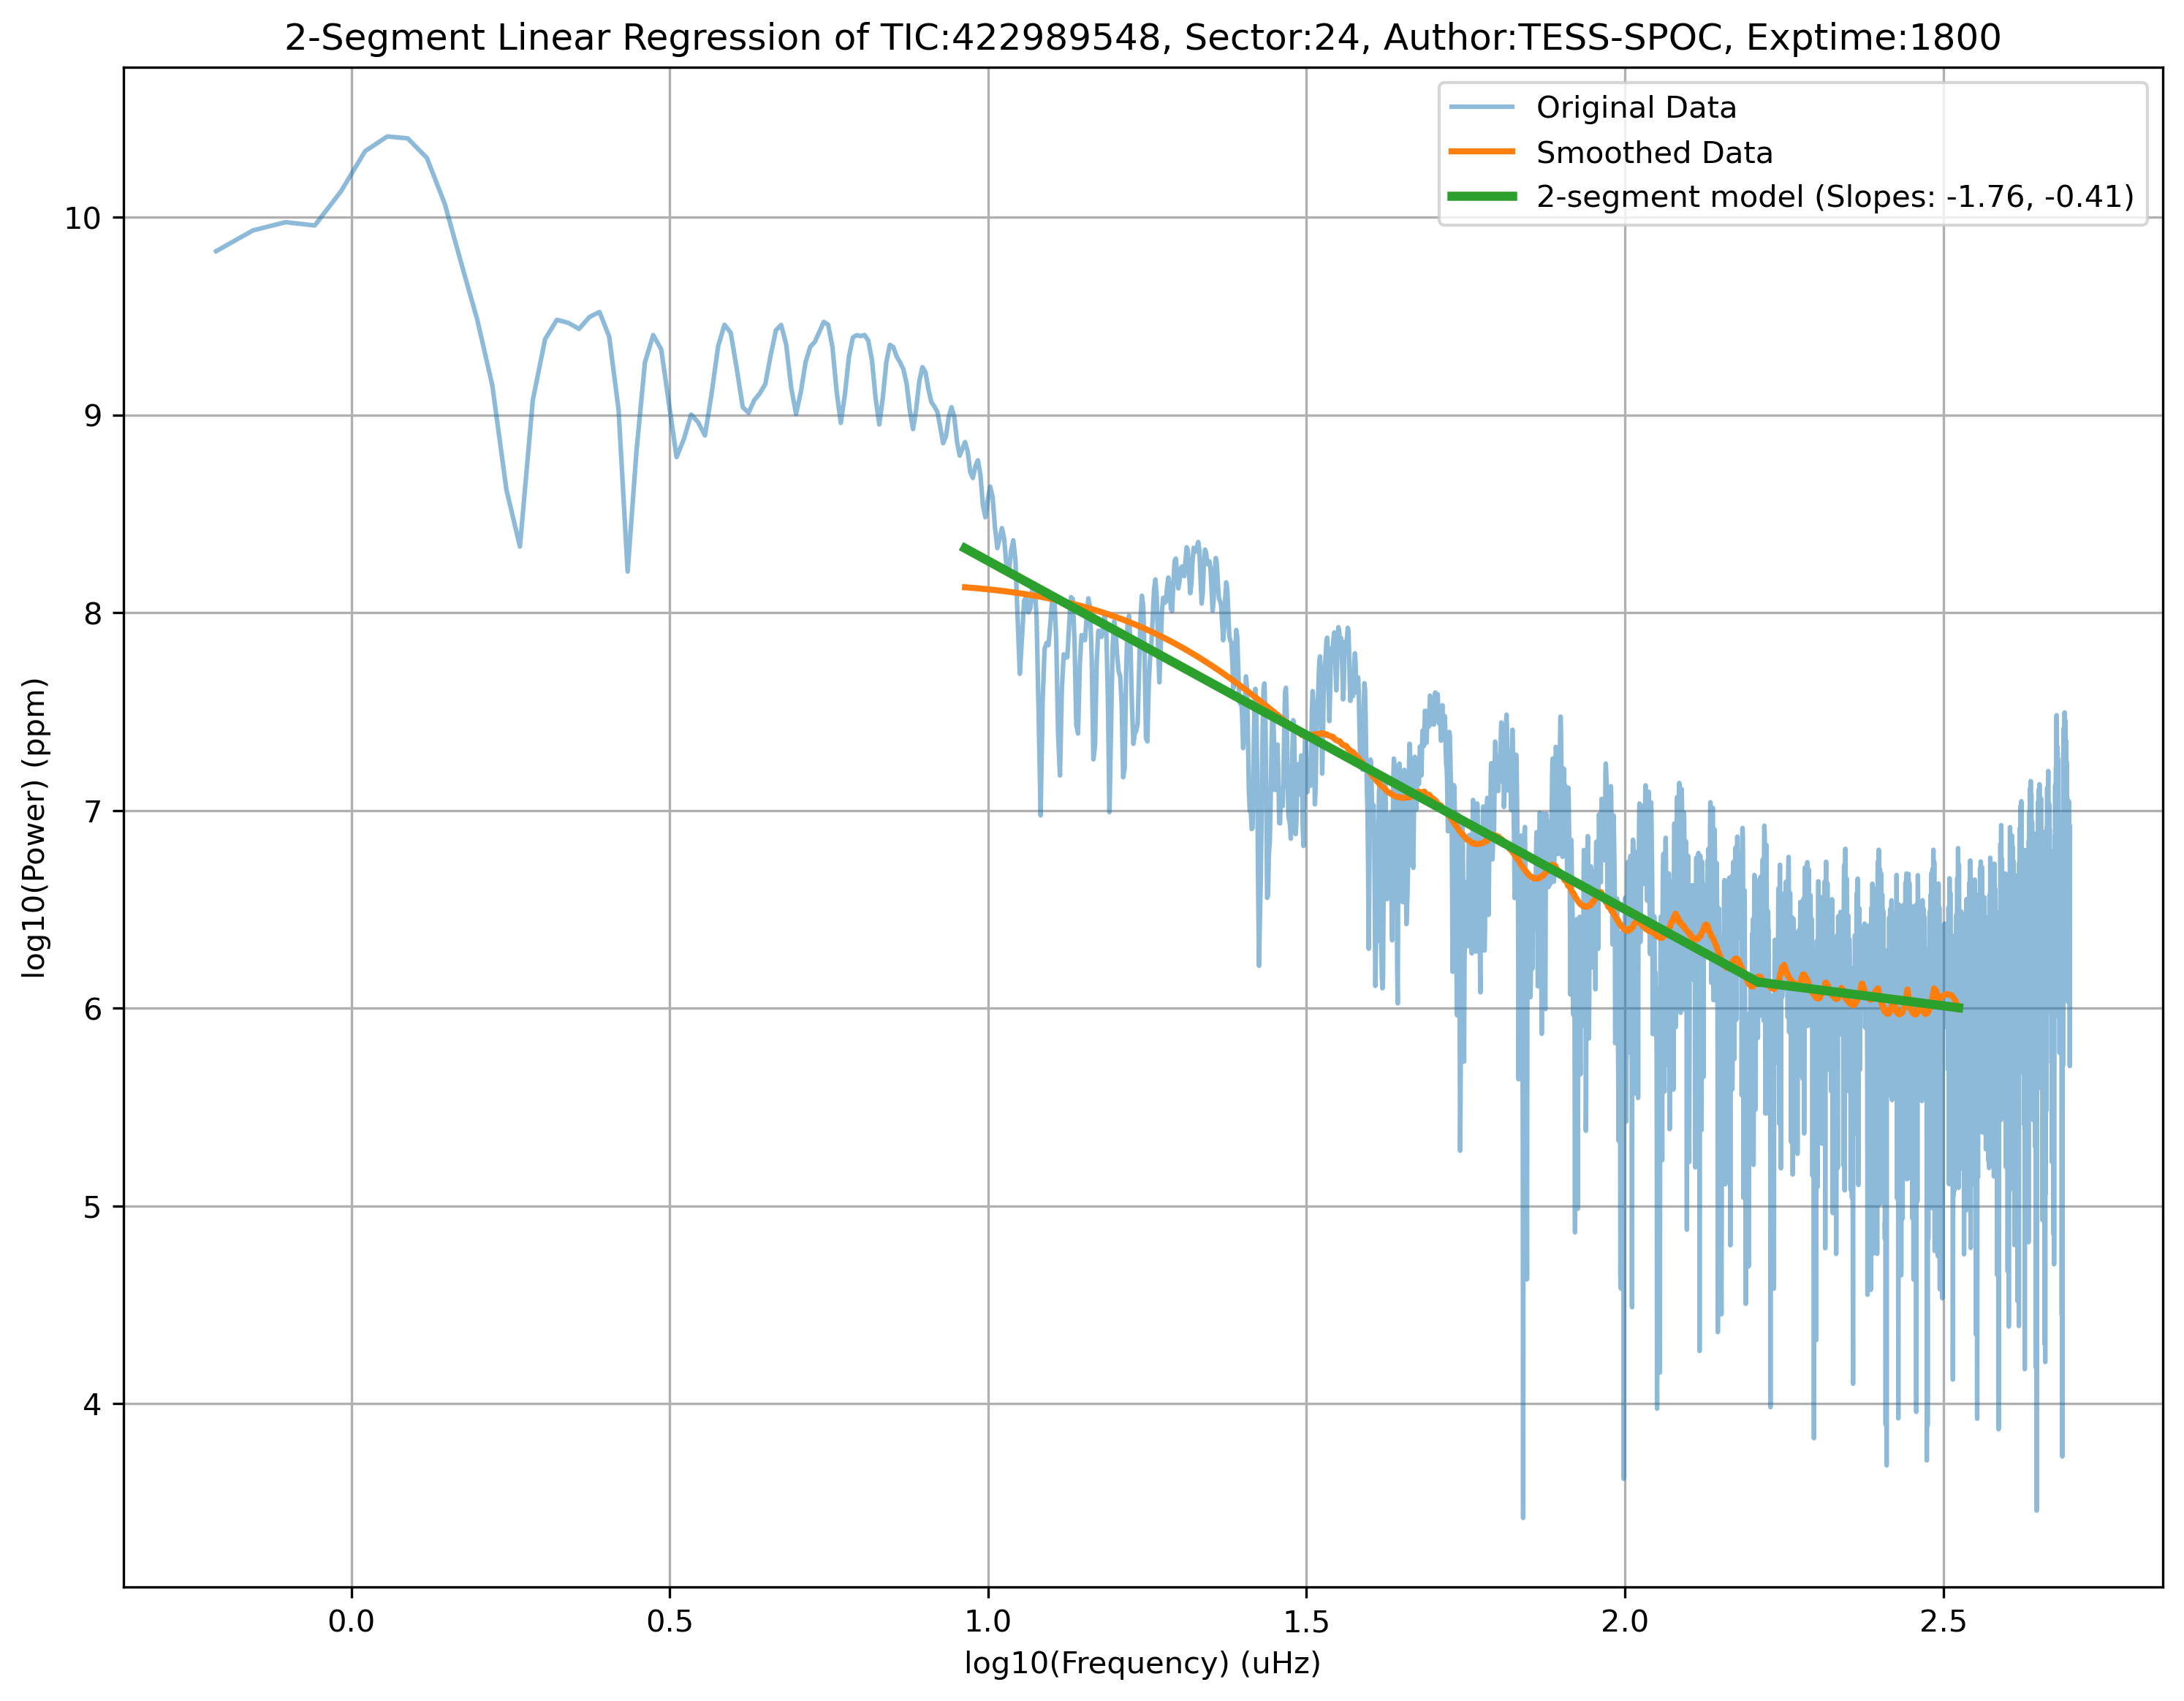 2-Segment Linear Regression of TIC:422989548, Sector:24, Author:TESS-SPOC, Exptime:1800
Original Data
Smoothed Data
2-segment model (Slopes: -1.76, -0.41)
log10(Power) (ppm)
10
9
8
7
6
5
4
0.0
0.5
1.0
1.5
2.0
2.5
log10(Frequency) (uHz)